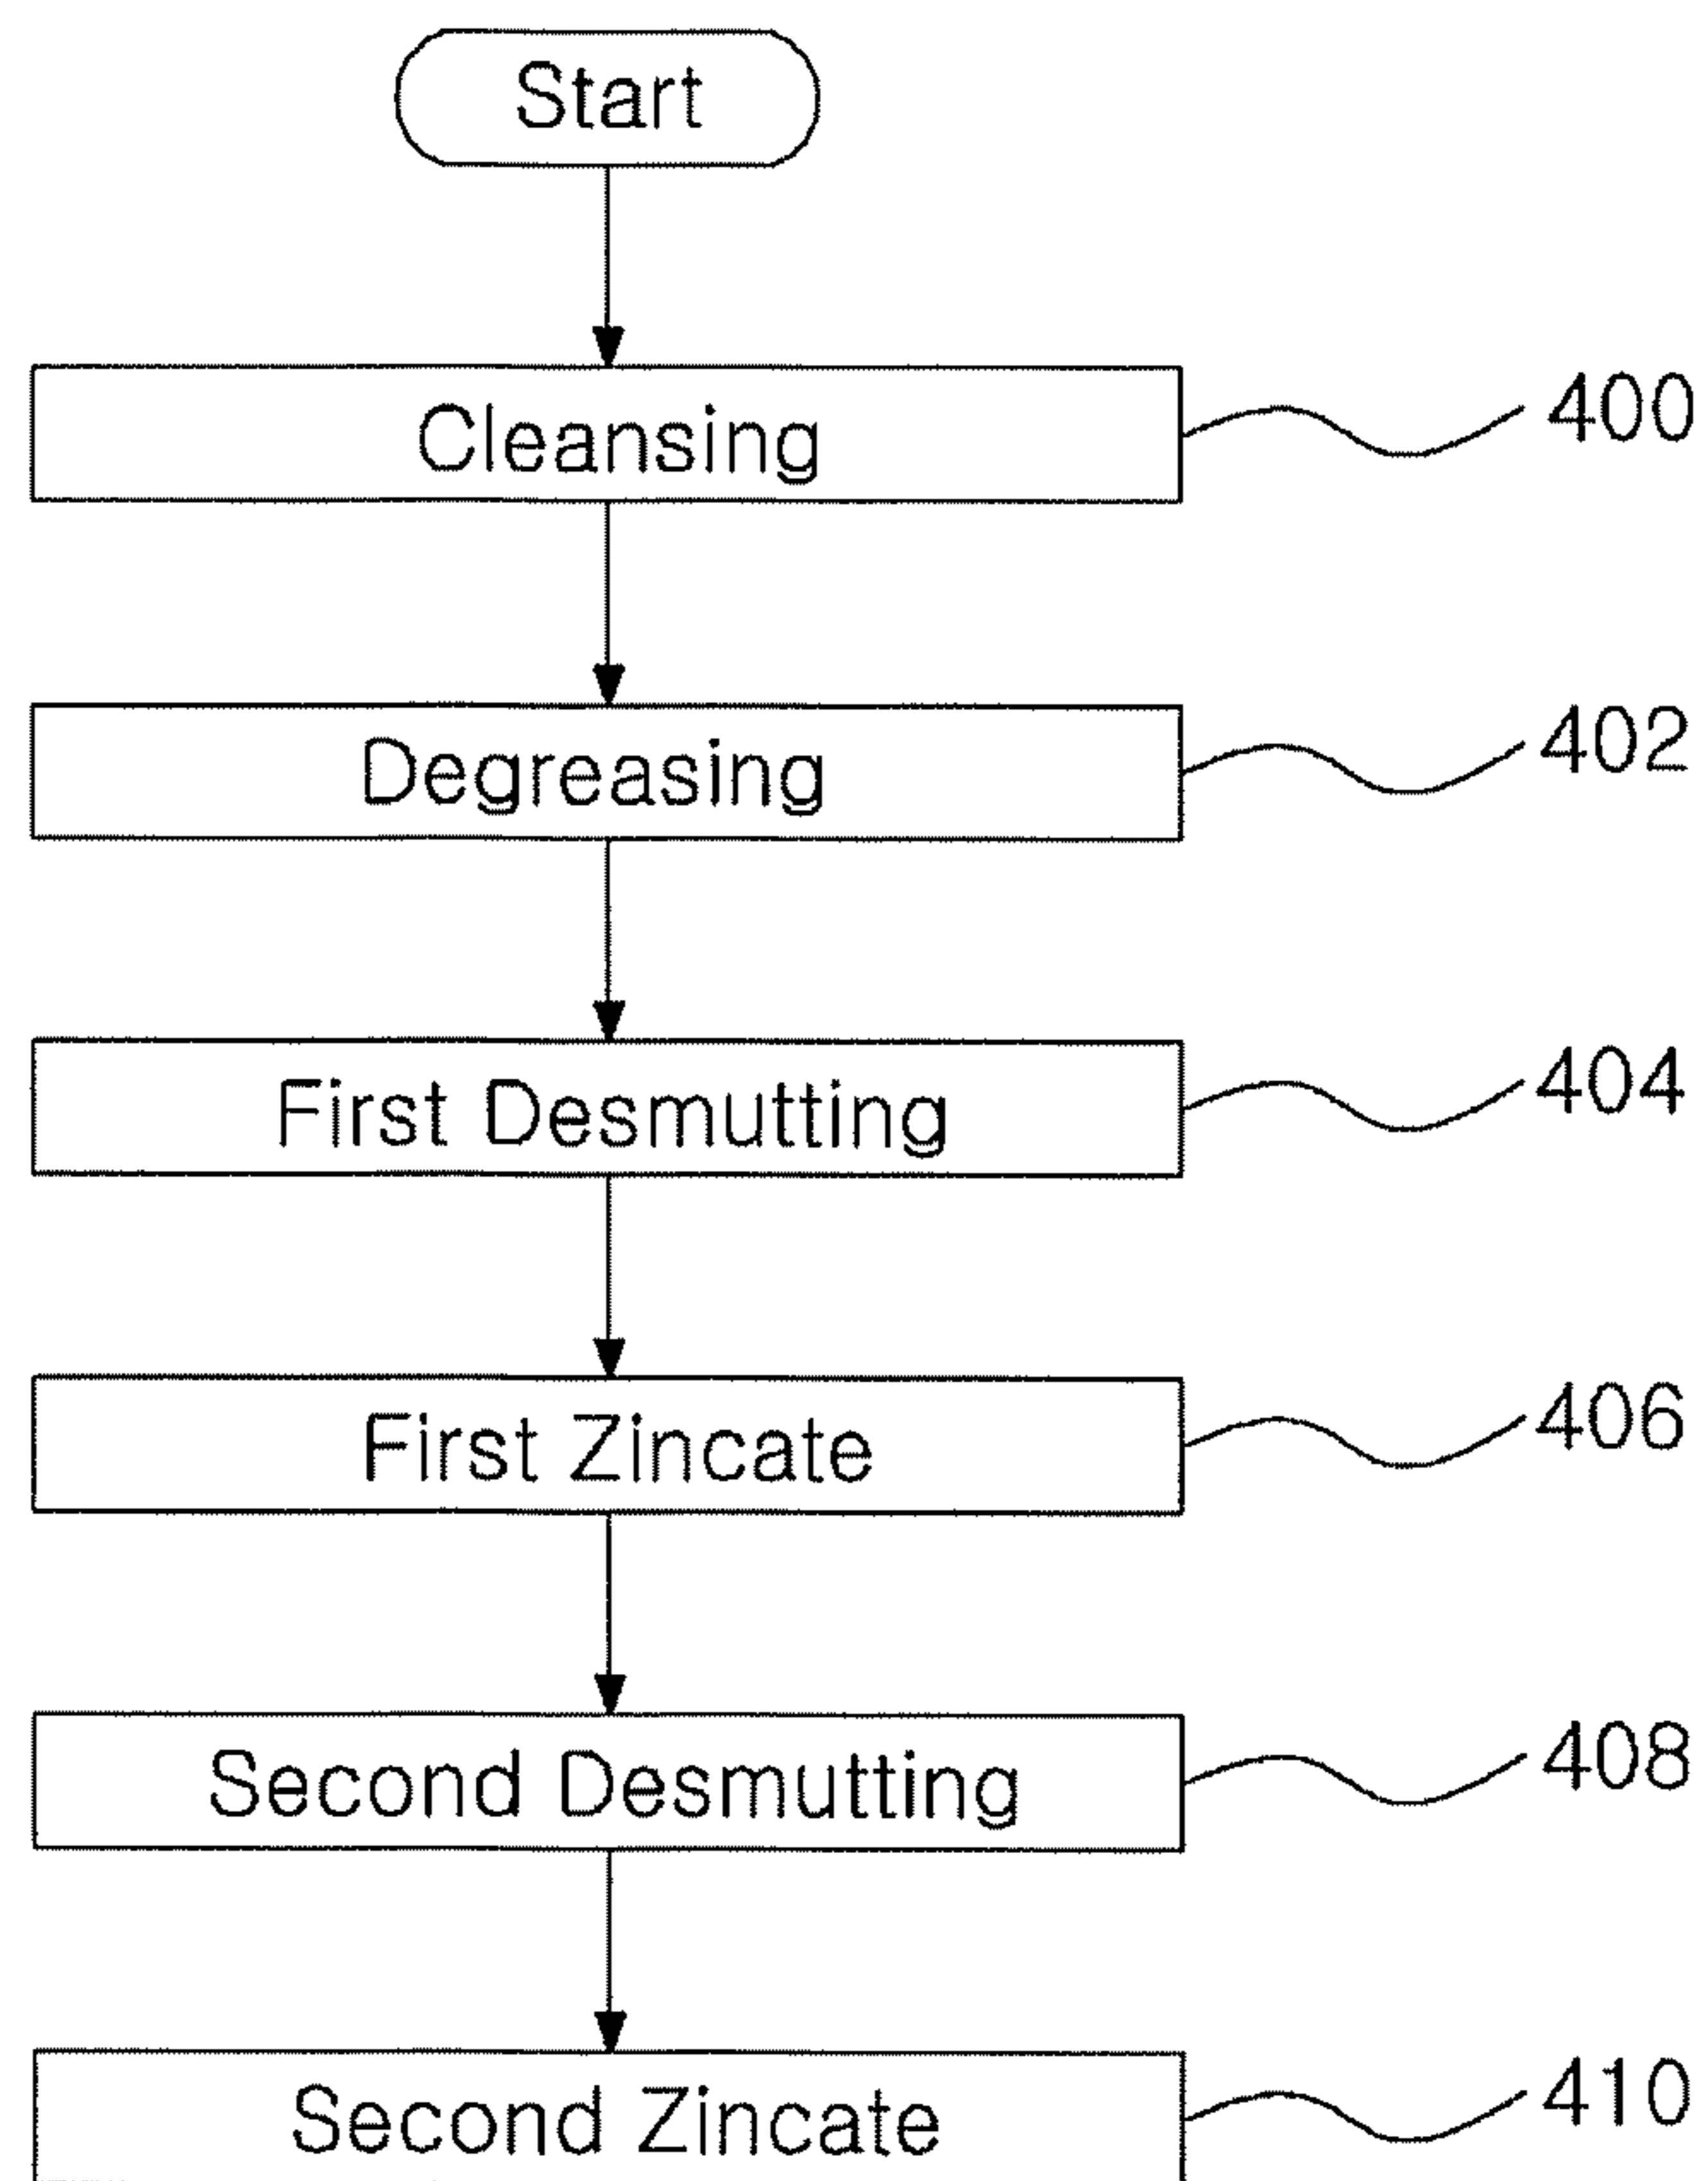 Start
Cleansing 400
Degreasing 402
First Desmutting 404
First Zincate 406
Second Desmutting 408
Second Zincate 410